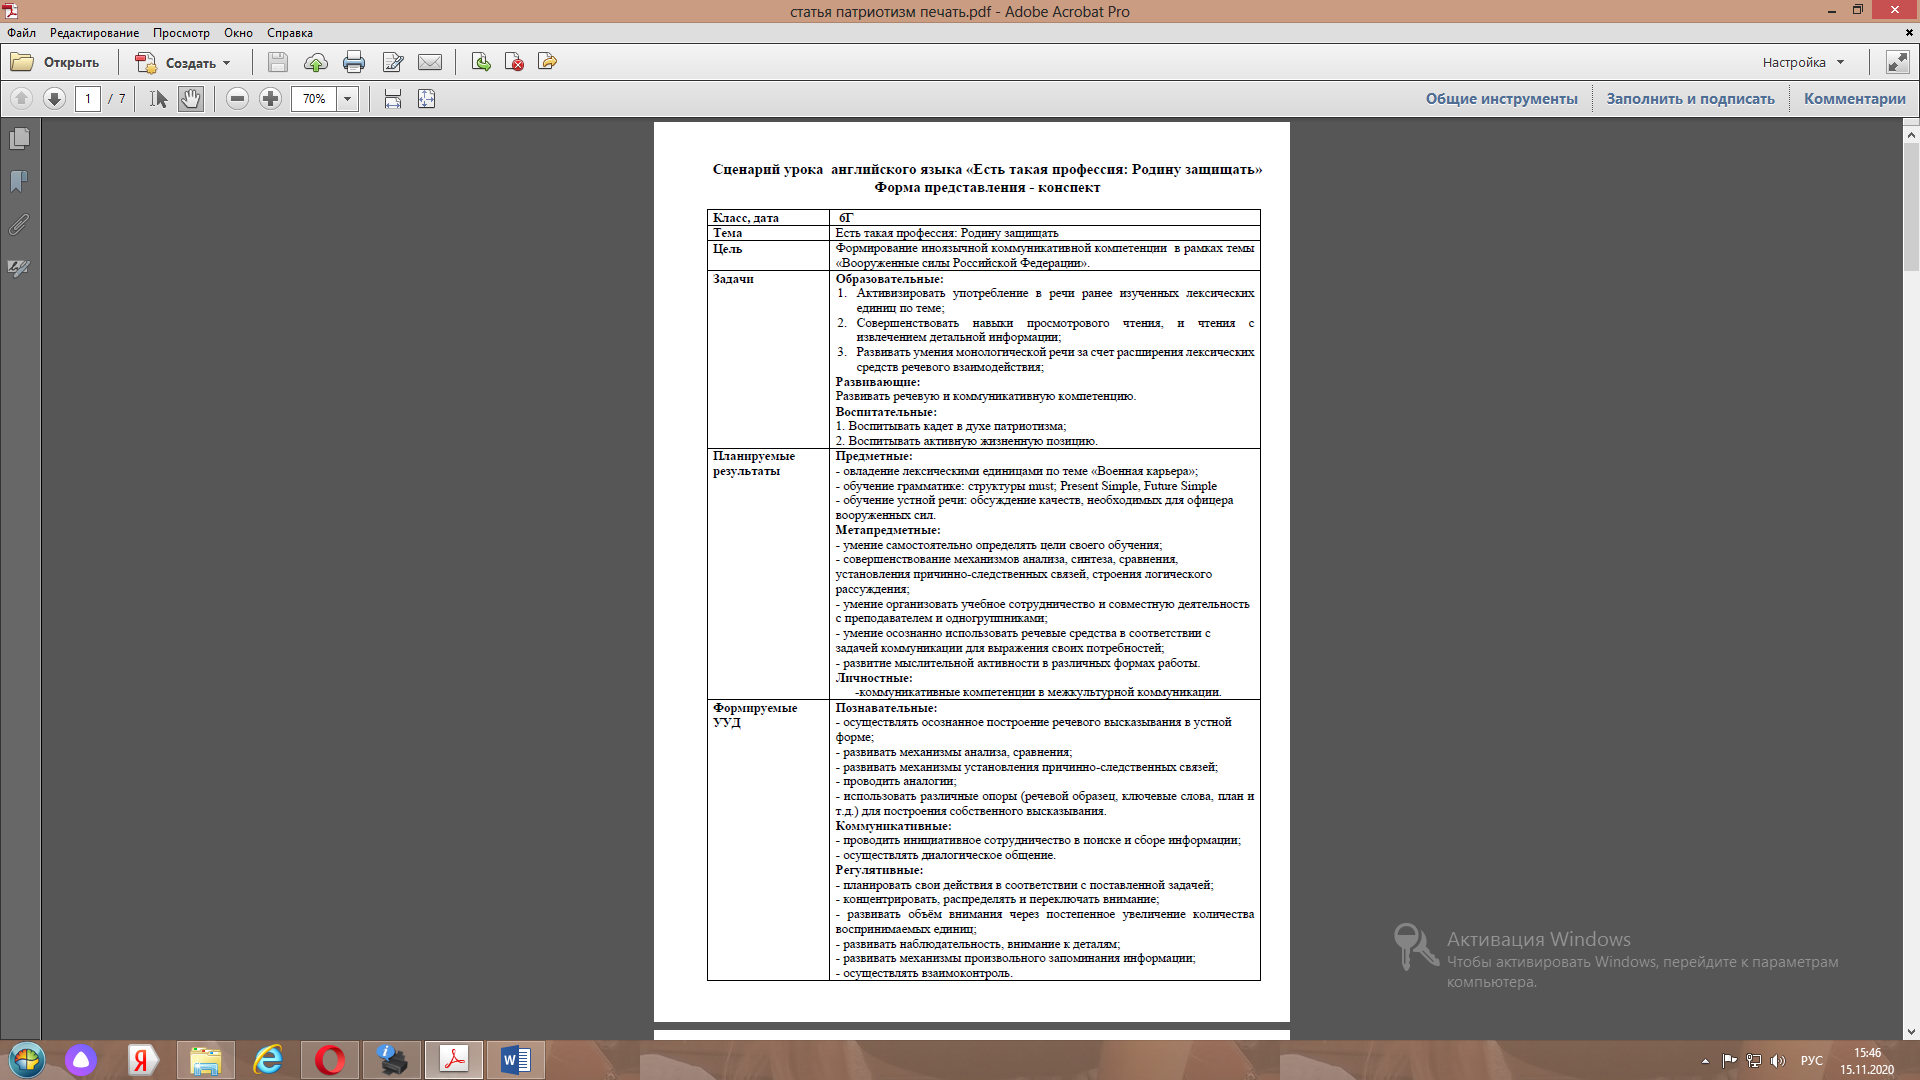 статья патриотизм печать.pdf - Adobe Acrobat Pro
Файл Редактирование Просмотр Окно Справка
Открыть Создать Настройка
1 / 7 70% Общие инструменты Заполнить и подписать Комментарии
Сценарий урока английского языка «Есть такая профессия: Родину защищать»
Форма представления - конспект
Класс, дата 6Г
Тема Есть такая профессия: Родину защищать
Цель Формирование иноязычной коммуникативной компетенции в рамках темы
«Вооруженные силы Российской Федерации».
Задачи Образовательные:
1. Активизировать употребление в речи ранее изученных лексических
единиц по теме;
2. Совершенствовать навыки просмотрового чтения, и чтения с
извлечением детальной информации;
3. Развивать умения монологической речи за счет расширения лексических
средств речевого взаимодействия;
Развивающие:
Развивать речевую и коммуникативную компетенцию.
Воспитательные:
1. Воспитывать кадет в духе патриотизма;
2. Воспитывать активную жизненную позицию.
Планируемые Предметные:
результаты - овладение лексическими единицами по теме «Военная карьера»;
- обучение грамматике: структуры must; Present Simple, Future Simple
- обучение устной речи: обсуждение качеств, необходимых для офицера
вооруженных сил.
Метапредметные:
- умение самостоятельно определять цели своего обучения;
- совершенствование механизмов анализа, синтеза, сравнения,
установления причинно-следственных связей, строения логического
рассуждения;
- умение организовать учебное сотрудничество и совместную деятельность
с преподавателем и одногруппниками;
- умение осознанно использовать речевые средства в соответствии с
задачей коммуникации для выражения своих потребностей;
- развитие мыслительной активности в различных формах работы.
Личностные:
-коммуникативные компетенции в межкультурной коммуникации.
Формируемые Познавательные:
УУД - осуществлять осознанное построение речевого высказывания в устной
форме;
- развивать механизмы анализа, сравнения;
- развивать механизмы установления причинно-следственных связей;
- проводить аналогии;
- использовать различные опоры (речевой образец, ключевые слова, план и
т.д.) для построения собственного высказывания.
Коммуникативные:
- проводить инициативное сотрудничество в поиске и сборе информации;
- осуществлять диалогическое общение.
Регулятивные:
- планировать свои действия в соответствии с поставленной задачей;
- концентрировать, распределять и переключать внимание;
- развивать объём внимания через постепенное увеличение количества
воспринимаемых единиц;
- развивать наблюдательность, внимание к деталям;
- развивать механизмы произвольного запоминания информации;
- осуществлять взаимоконтроль.
Активация Windows
Чтобы активировать Windows, перейдите к параметрам
компьютера.
РУС 15:46
15.11.2020